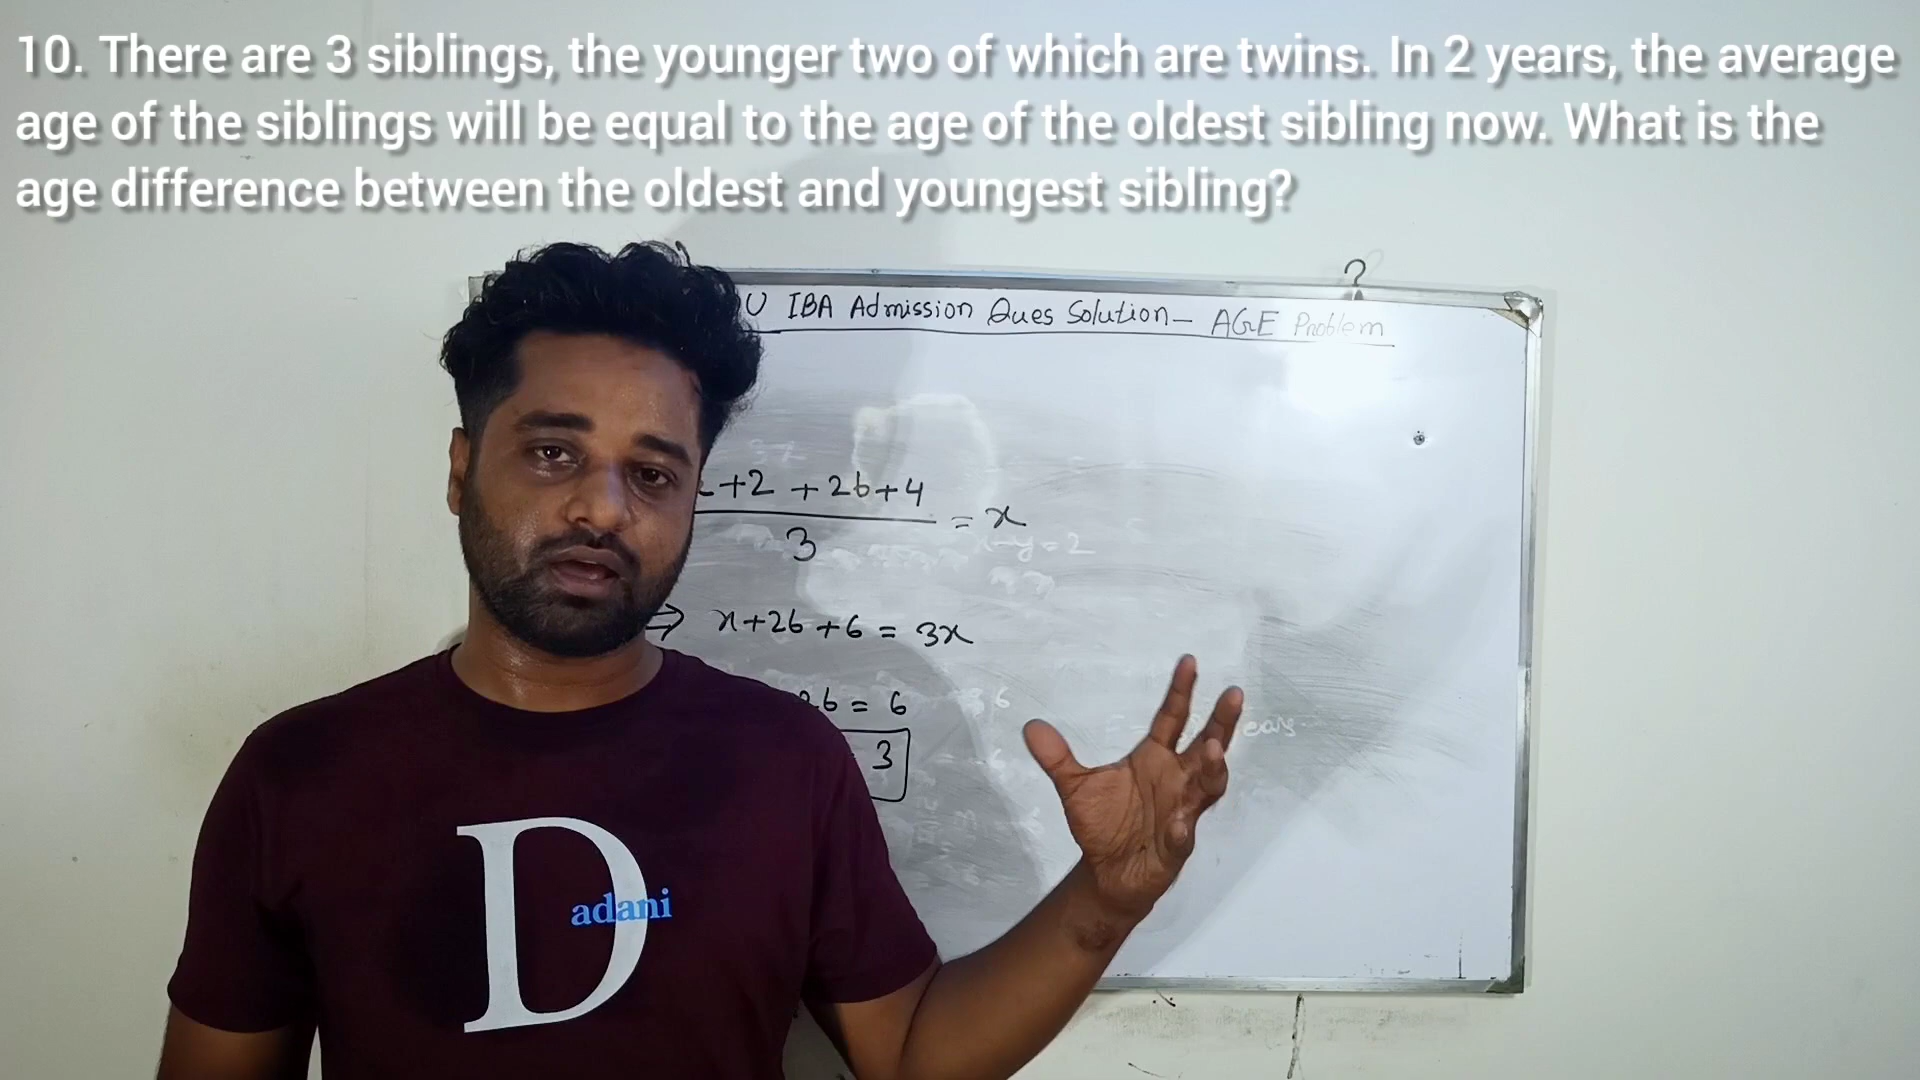 10. There are 3 siblings, the younger two of which are twins. In 2 years, the average
age of the siblings will be equal to the age of the oldest sibling now. What is the
age difference between the oldest and youngest sibling?
U IBA Admission Ques Solution – AGE Problem
+2 + 2b+4
3
= x
x-y=2
⇒ x+2b+6 = 3x
2b = 6
3
D
adani